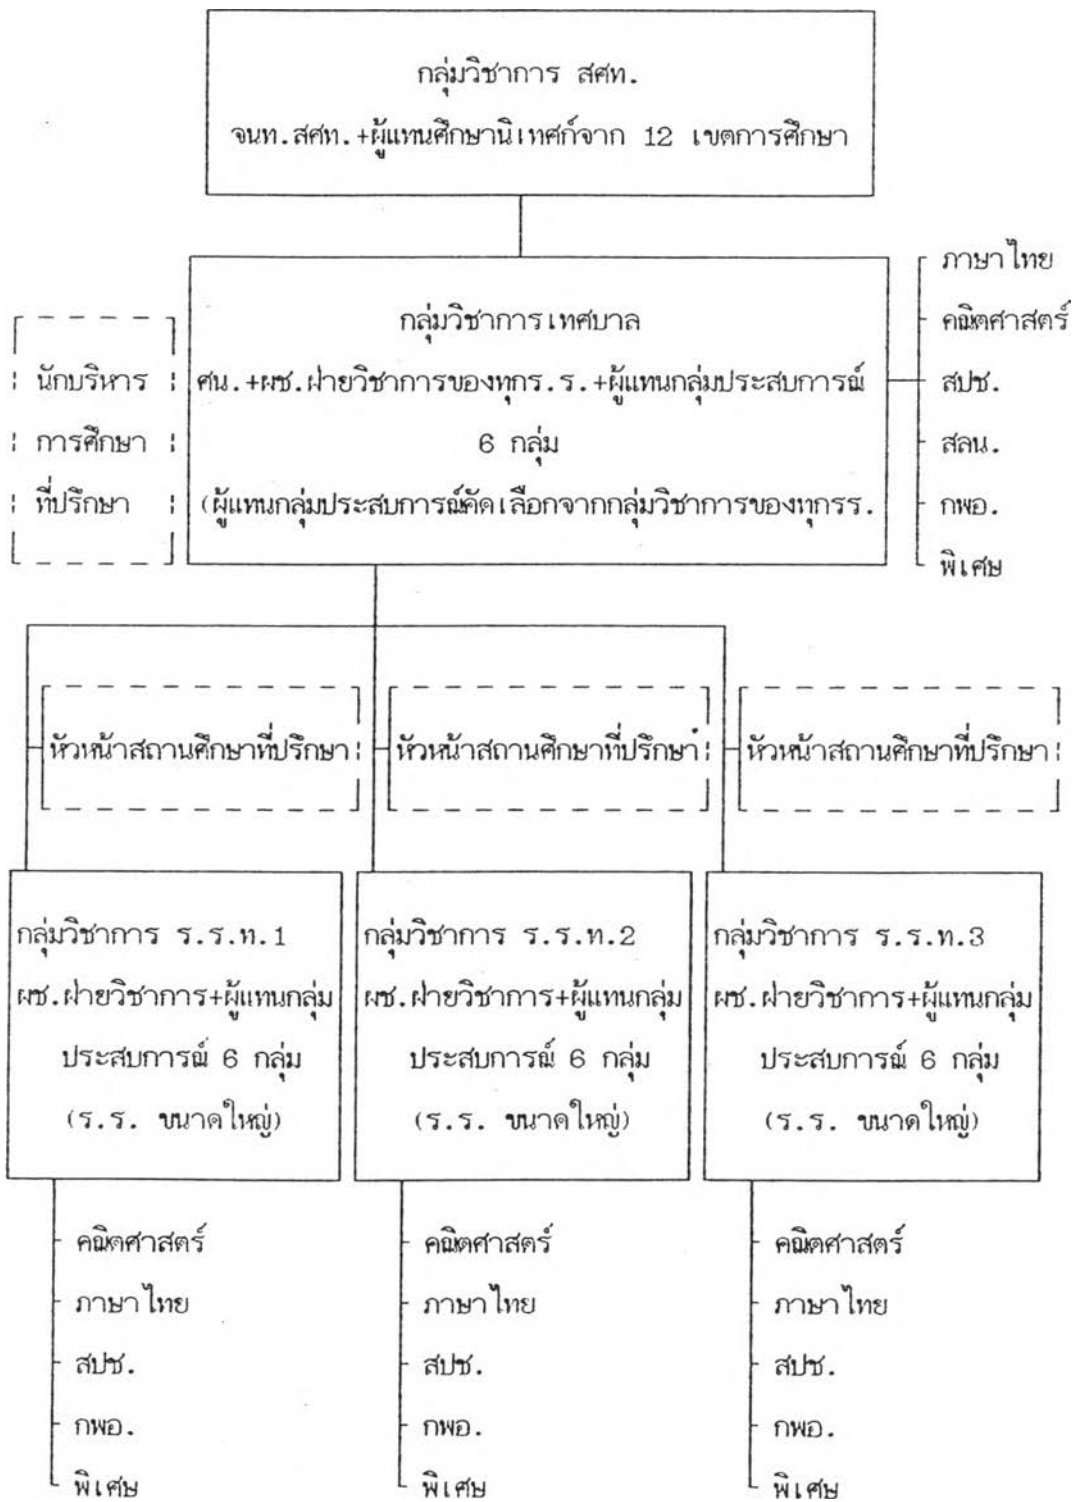 กลุ่มวิชาการ สศท.
จนท.สศท.+ผู้แทนศึกษานิเทศก์จาก 12 เขตการศึกษา
ภาษาไทย
คณิตศาสตร์
สปช.
สลน.
กพอ.
พิเศษ
กลุ่มวิชาการเทศบาล
ศน.+ผช.ฝ่ายวิชาการของทุกร.ร.+ผู้แทนกลุ่มประสบการณ์
6 กลุ่ม
(ผู้แทนกลุ่มประสบการณ์คัดเลือกจากกลุ่มวิชาการของทุกรร.
นักบริหาร
การศึกษา
ที่ปรึกษา
หัวหน้าสถานศึกษาที่ปรึกษา
หัวหน้าสถานศึกษาที่ปรึกษา
หัวหน้าสถานศึกษาที่ปรึกษา
กลุ่มวิชาการ ร.ร.ท.1
ผช.ฝ่ายวิชาการ+ผู้แทนกลุ่ม
ประสบการณ์ 6 กลุ่ม
(ร.ร. ขนาดใหญ่)
คณิตศาสตร์
ภาษาไทย
สปช.
กพอ.
พิเศษ
กลุ่มวิชาการ ร.ร.ท.2
ผช.ฝ่ายวิชาการ+ผู้แทนกลุ่ม
ประสบการณ์ 6 กลุ่ม
(ร.ร. ขนาดใหญ่)
คณิตศาสตร์
ภาษาไทย
สปช.
กพอ.
พิเศษ
กลุ่มวิชาการ ร.ร.ท.3
ผช.ฝ่ายวิชาการ+ผู้แทนกลุ่ม
ประสบการณ์ 6 กลุ่ม
(ร.ร. ขนาดใหญ่)
คณิตศาสตร์
ภาษาไทย
สปช.
กพอ.
พิเศษ